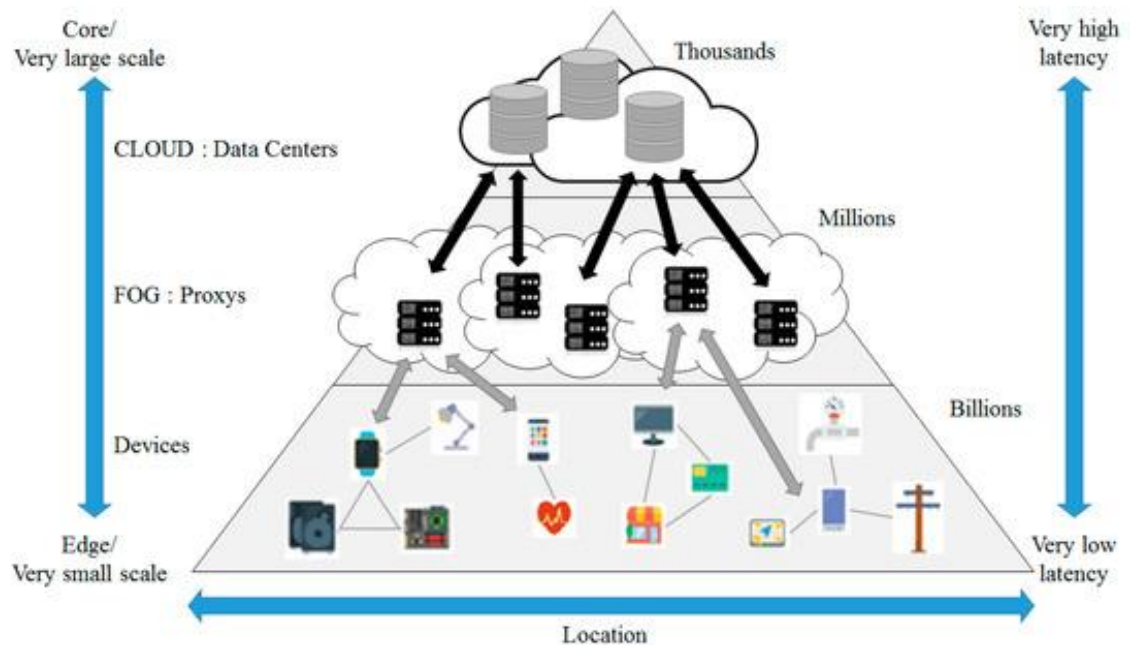 Core/
Very large scale
Thousands
Very high
latency
CLOUD : Data Centers
Millions
FOG : Proxys
Billions
Devices
Edge/
Very small scale
Very low
latency
Location